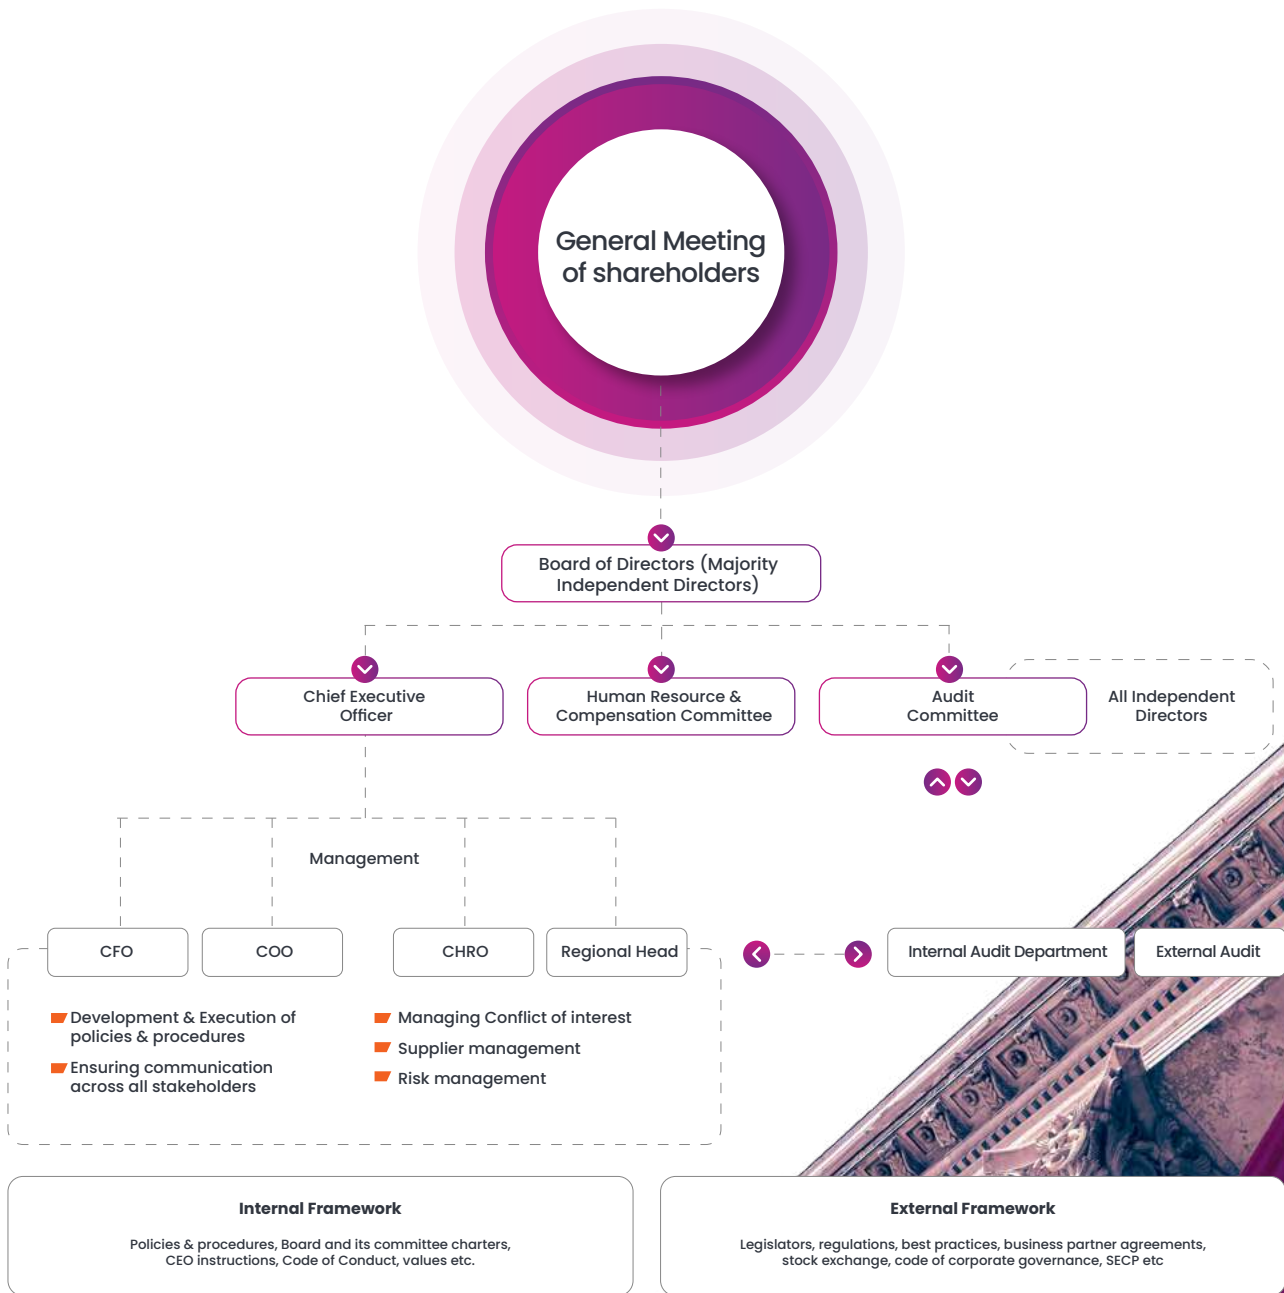 General Meeting
of shareholders
Board of Directors (Majority
Independent Directors)
Chief Executive
Officer
Human Resource &
Compensation Committee
Audit
Committee
All Independent
Directors
Management
CFO
COO
CHRO
Regional Head
Internal Audit Department
External Audit
Development & Execution of
policies & procedures
Ensuring communication
across all stakeholders
Managing Conflict of interest
Supplier management
Risk management
Internal Framework
Policies & procedures, Board and its committee charters,
CEO instructions, Code of Conduct, values etc.
External Framework
Legislators, regulations, best practices, business partner agreements,
stock exchange, code of corporate governance, SECP etc